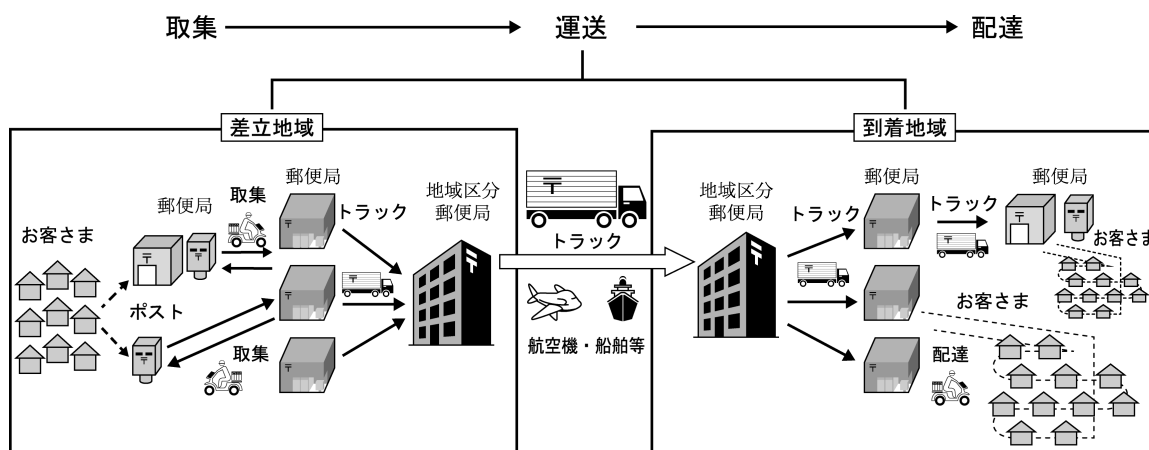 取集
運送
配達
差立地域
到着地域
お客さま
郵便局
取集
郵便局
トラック
地域区分
郵便局
ポスト
取集
トラック
航空機・船舶等
地域区分
郵便局
トラック
郵便局
トラック
郵便局
お客さま
お客さま
配達